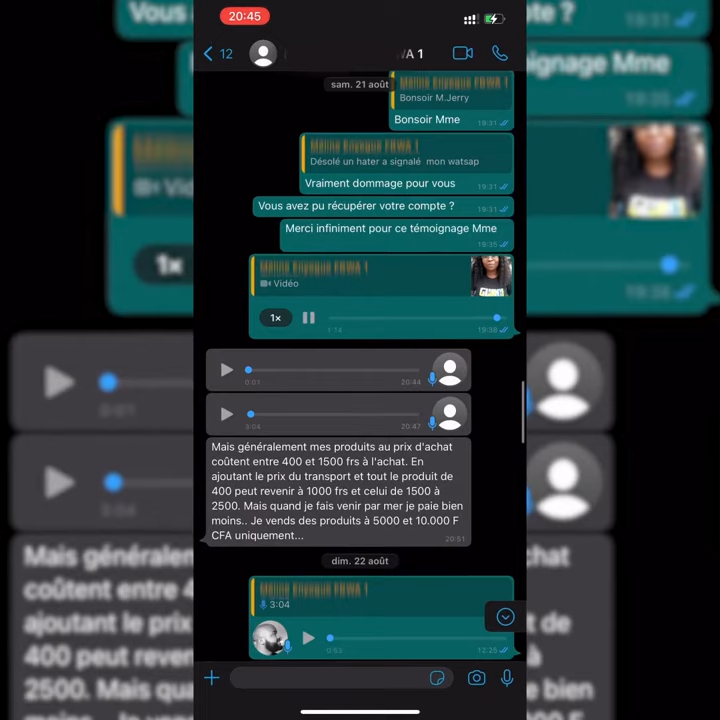 20:45
12
/A 1
sam. 21 août
Bonsoir M.Jerry
Bonsoir Mme
19:31
Désolé un hater a signalé mon watsap
Vraiment dommage pour vous
19:31
Vous avez pu récupérer votre compte ?
19:31
Merci infiniment pour ce témoignage Mme
19:35
Vidéo
1x
1:14
19:38
0:01
20:44
3:04
20:47
Mais généralement mes produits au prix d'achat
coûtent entre 400 et 1500 frs à l'achat. En
ajoutant le prix du transport et tout le produit de
400 peut revenir à 1000 frs et celui de 1500 à
2500. Mais quand je fais venir par mer je paie bien
moins.. Je vends des produits à 5000 et 10.000 F
CFA uniquement...
20:51
dim. 22 août
3:04
0:53
12:25